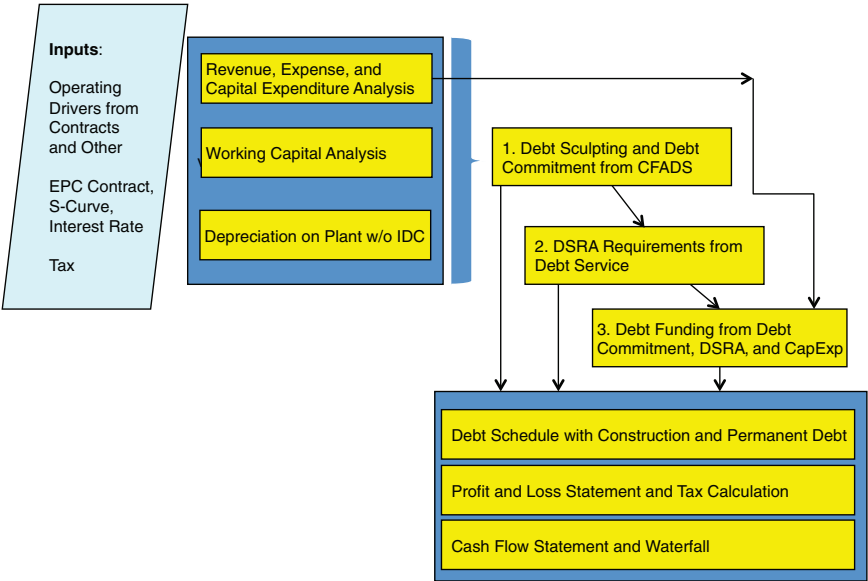 Inputs:
Operating
Drivers from
Contracts
and Other
EPC Contract,
S-Curve,
Interest Rate
Tax
Revenue, Expense, and
Capital Expenditure Analysis
Working Capital Analysis
Depreciation on Plant w/o IDC
1. Debt Sculpting and Debt
Commitment from CFADS
2. DSRA Requirements from
Debt Service
3. Debt Funding from Debt
Commitment, DSRA, and CapExp
Debt Schedule with Construction and Permanent Debt
Profit and Loss Statement and Tax Calculation
Cash Flow Statement and Waterfall